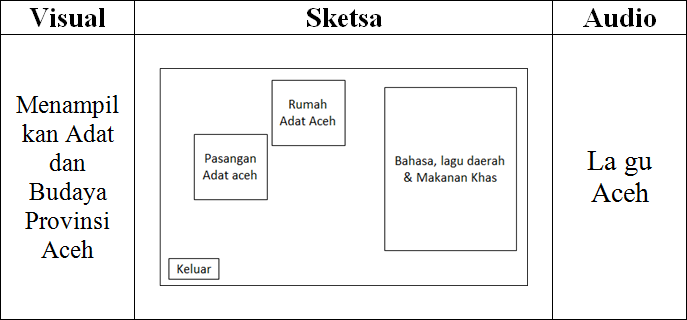 Visual
Sketsa
Audio
Menampil
kan Adat
dan
Budaya
Provinsi
Aceh
Rumah
Adat Aceh
Pasangan
Adat aceh
Bahasa, lagu daerah
& Makanan Khas
Keluar
La gu
Aceh